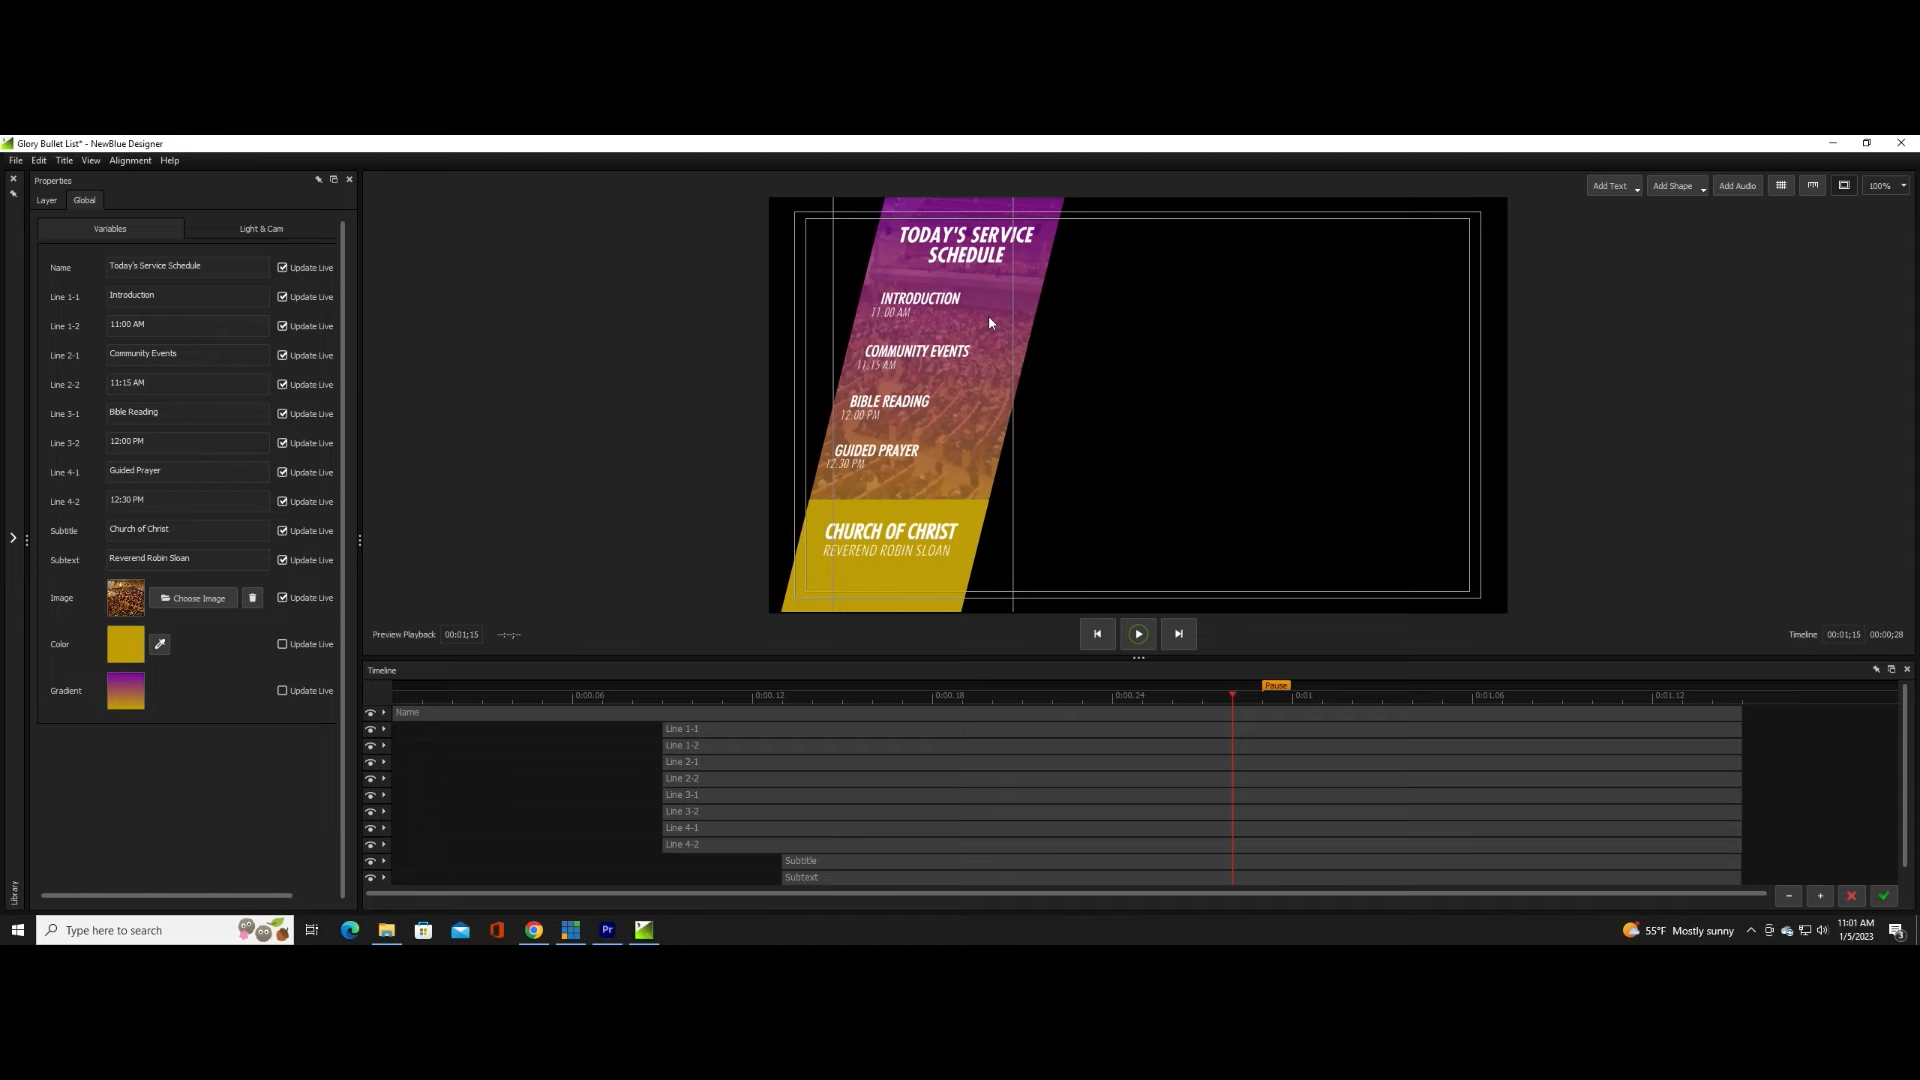 Glory Bullet List* - NewBlue Designer
File Edit Title View Alignment Help
Properties
Layer Global
Variables Light & Cam
Name Today's Service Schedule Update Live
Line 1-1 Introduction Update Live
Line 1-2 11:00 AM Update Live
Line 2-1 Community Events Update Live
Line 2-2 11:15 AM Update Live
Line 3-1 Bible Reading Update Live
Line 3-2 12:00 PM Update Live
Line 4-1 Guided Prayer Update Live
Line 4-2 12:30 PM Update Live
Subtitle Church of Christ Update Live
Subtext Reverend Robin Sloan Update Live
Image Choose Image Update Live
Color Update Live
Gradient Update Live
Library
Add Text Add Shape Add Audio 100%
TODAY'S SERVICE
SCHEDULE
INTRODUCTION
11:00 AM
COMMUNITY EVENTS
11:15 AM
BIBLE READING
12:00 PM
GUIDED PRAYER
12:30 PM
CHURCH OF CHRIST
REVEREND ROBIN SLOAN
Preview Playback 00:01;15 --:--;--
Timeline 00:01;15 00:00;28
Timeline
Pause
0:00.06 0:00.12 0:00.18 0:00.24 0:01 0:01.06 0:01.12
Name
Line 1-1
Line 1-2
Line 2-1
Line 2-2
Line 3-1
Line 3-2
Line 4-1
Line 4-2
Subtitle
Subtext
Type here to search
Pr
55°F Mostly sunny
11:01 AM
1/5/2023
3